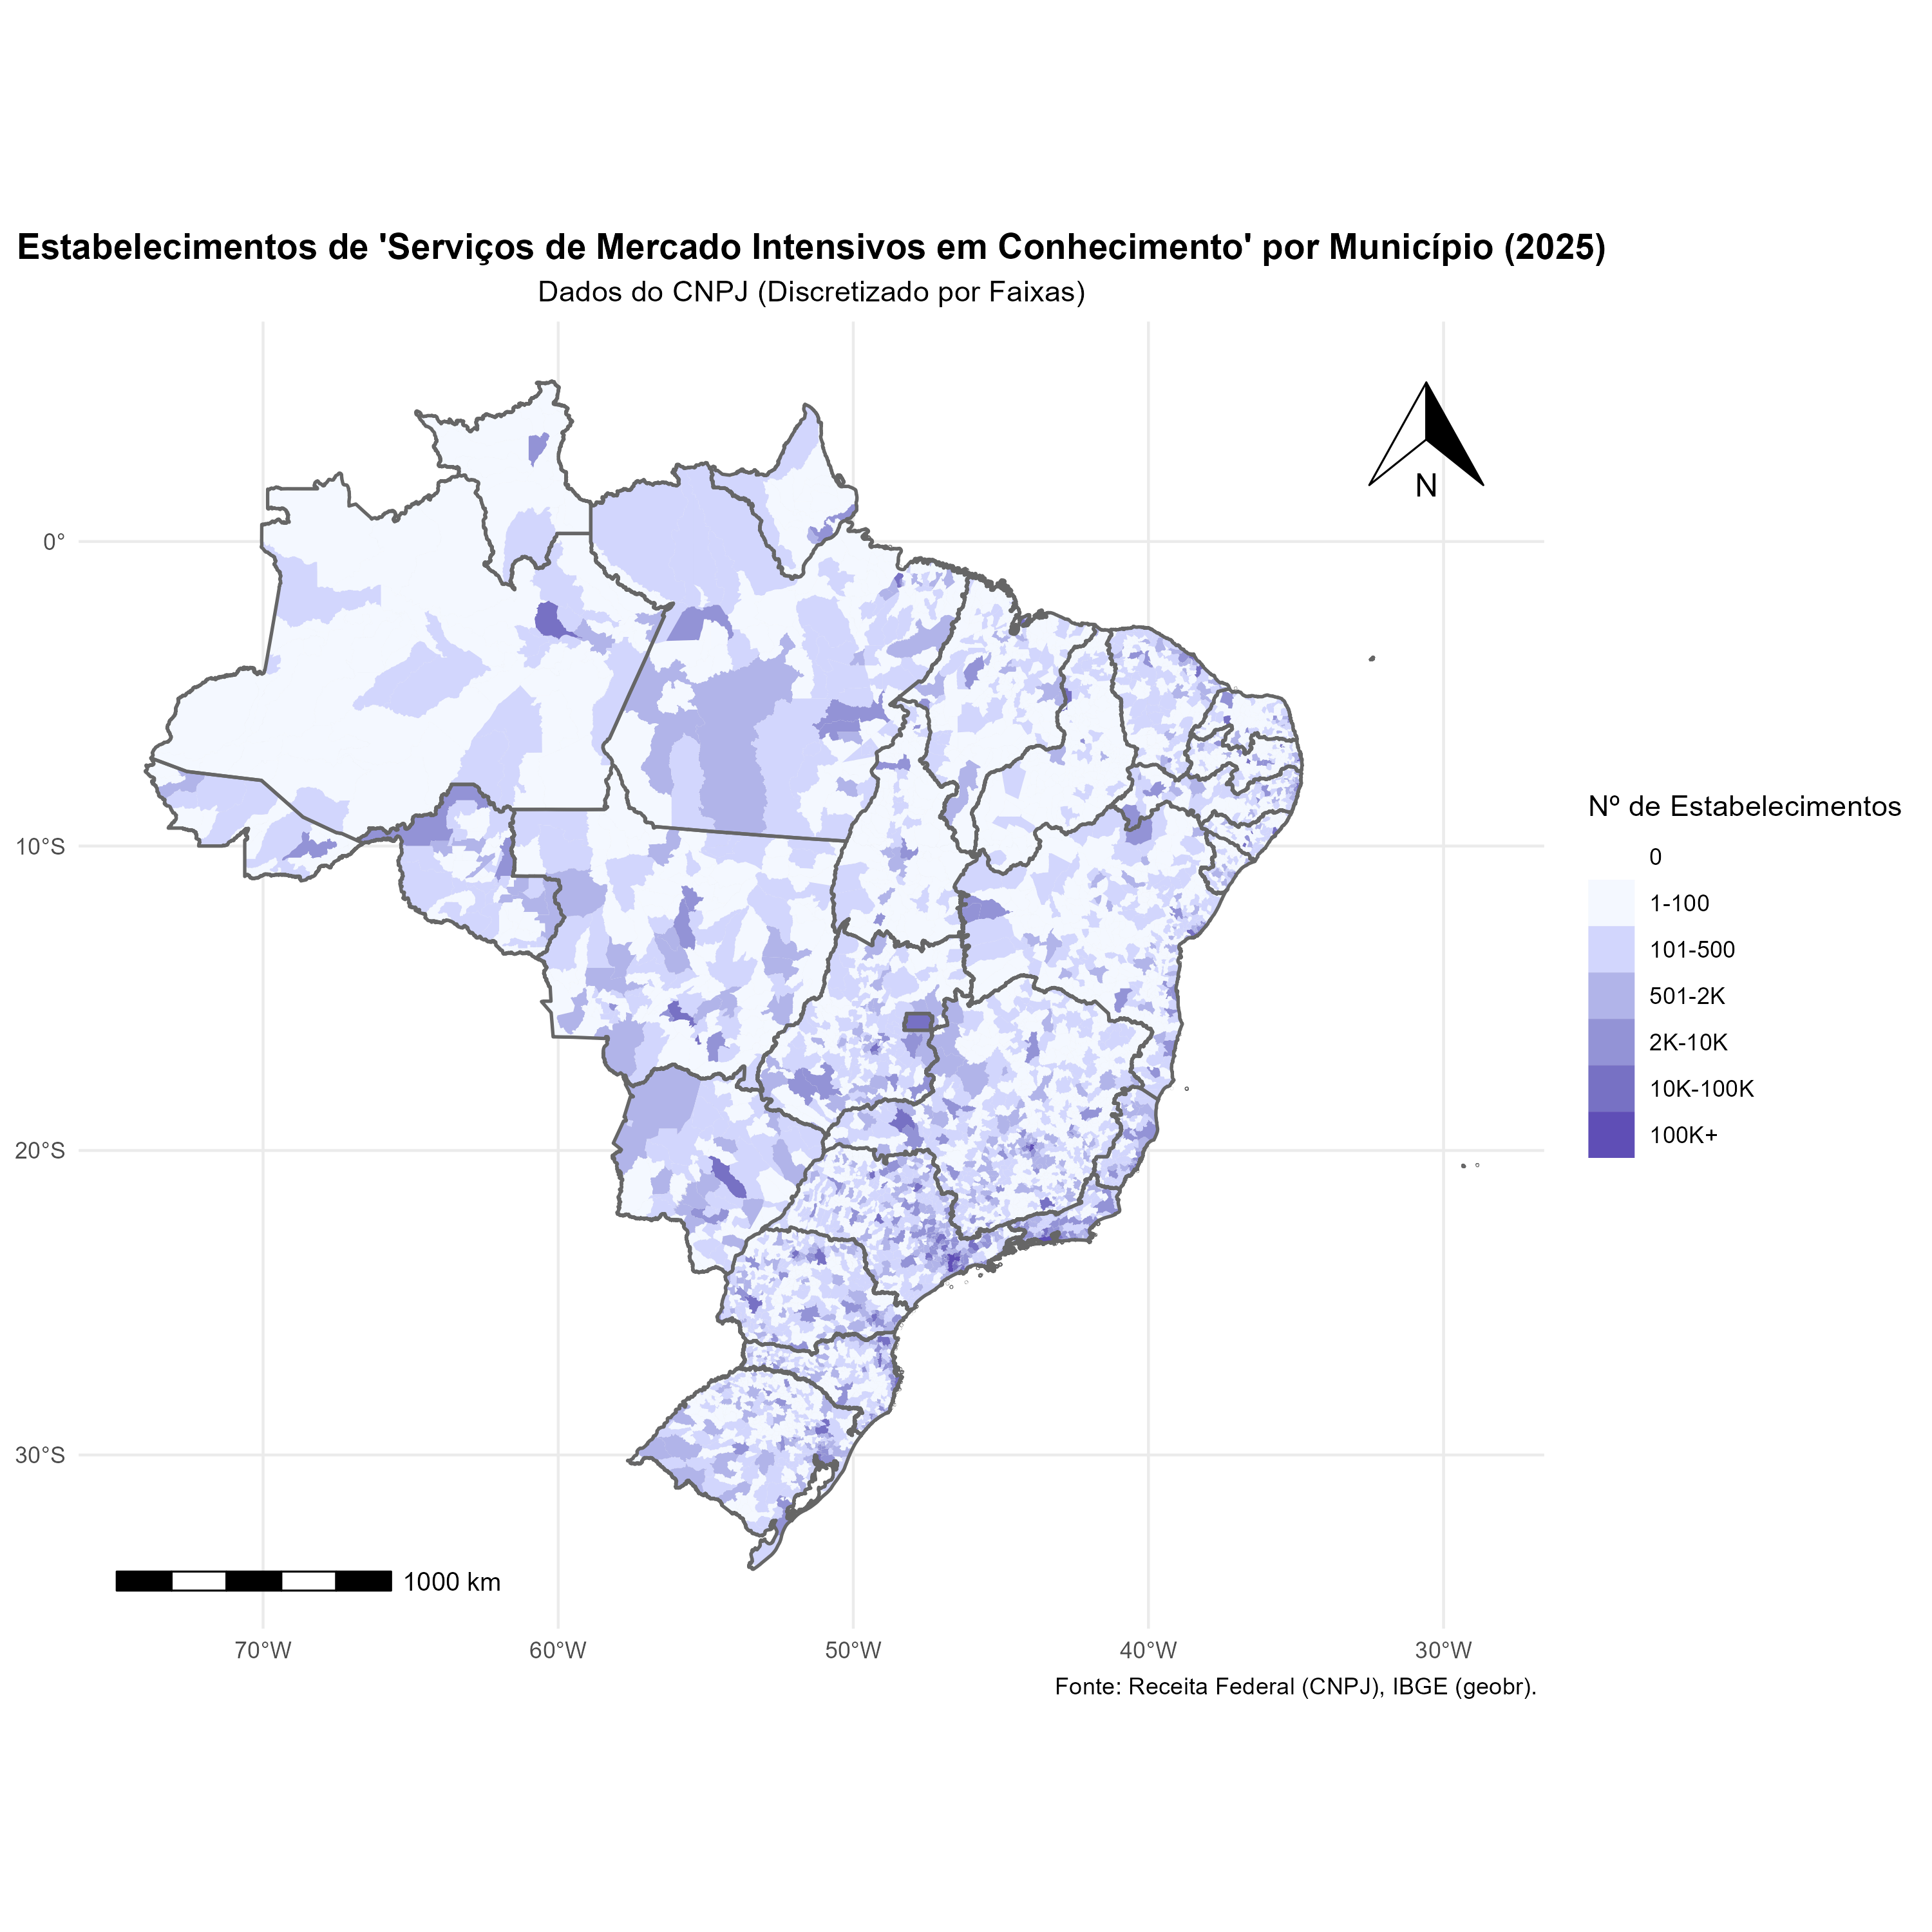 Estabelecimentos de 'Serviços de Mercado Intensivos em Conhecimento' por Município (2025)
Dados do CNPJ (Discretizado por Faixas)
N
0°
10°S
20°S
30°S
Nº de Estabelecimentos
0
1-100
101-500
501-2K
2K-10K
10K-100K
100K+
1000 km
70°W
60°W
50°W
40°W
30°W
Fonte: Receita Federal (CNPJ), IBGE (geobr).